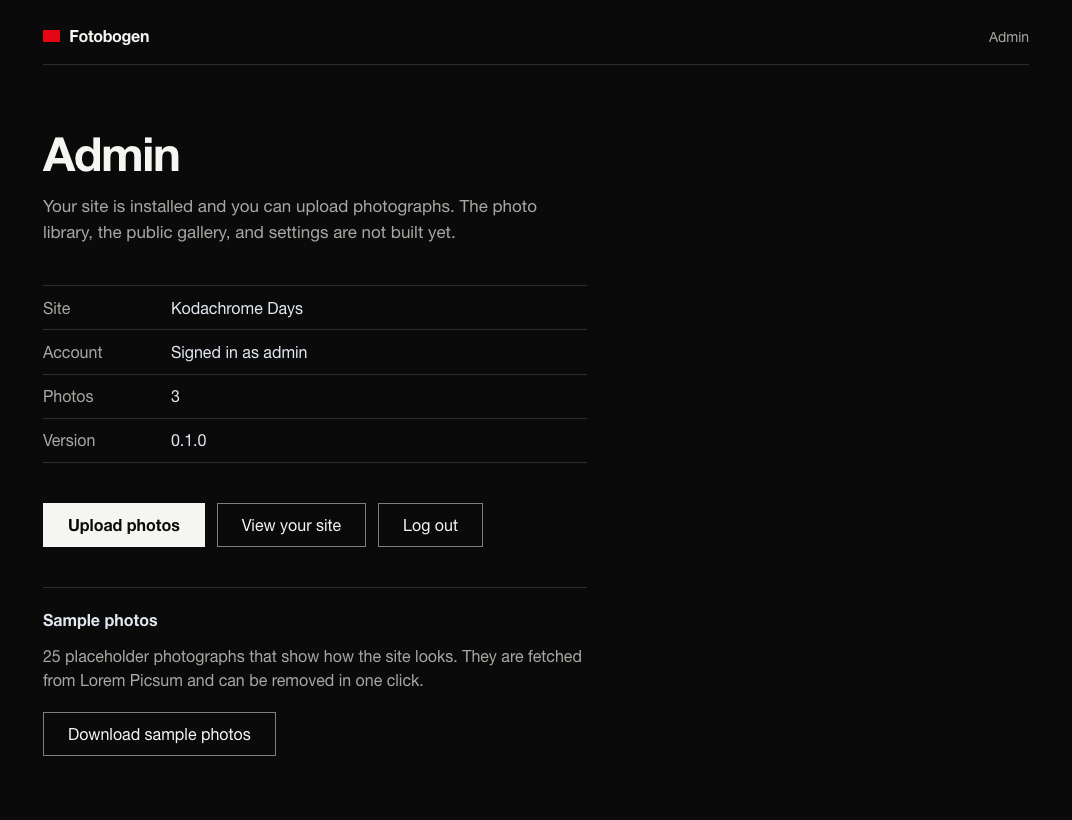 Fotobogen
Admin
Admin
Your site is installed and you can upload photographs. The photo
library, the public gallery, and settings are not built yet.
Site Kodachrome Days
Account Signed in as admin
Photos 3
Version 0.1.0
Upload photos View your site Log out
Sample photos
25 placeholder photographs that show how the site looks. They are fetched
from Lorem Picsum and can be removed in one click.
Download sample photos